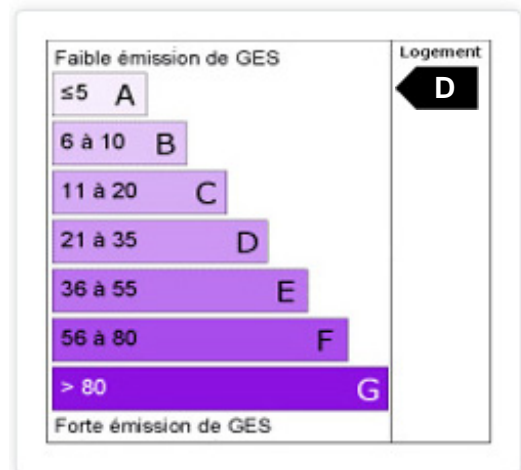 Faible émission de GES
Logement
≤5 A
D
6 à 10 B
11 à 20 C
21 à 35 D
36 à 55 E
56 à 80 F
> 80 G
Forte émission de GES